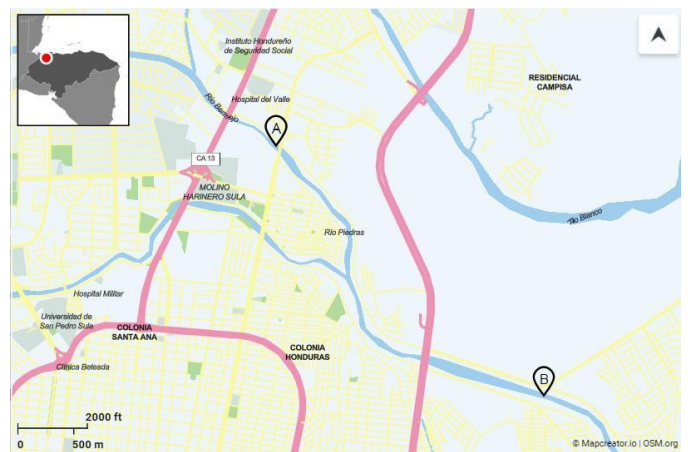 Instituto Hondureño
de Seguridad Social
Río Bermejo
Hospital del Valle
A
RESIDENCIAL
CAMPISA
CA 13
MOLINO
HARINERO SULA
Río Piedras
Río Blanco
Hospital Militar
Universidad de
San Pedro Sula
COLONIA
SANTA ANA
COLONIA
HONDURAS
Clínica Betesda
B
2000 ft
0
500 m
© Mapcreator.io | OSM.org